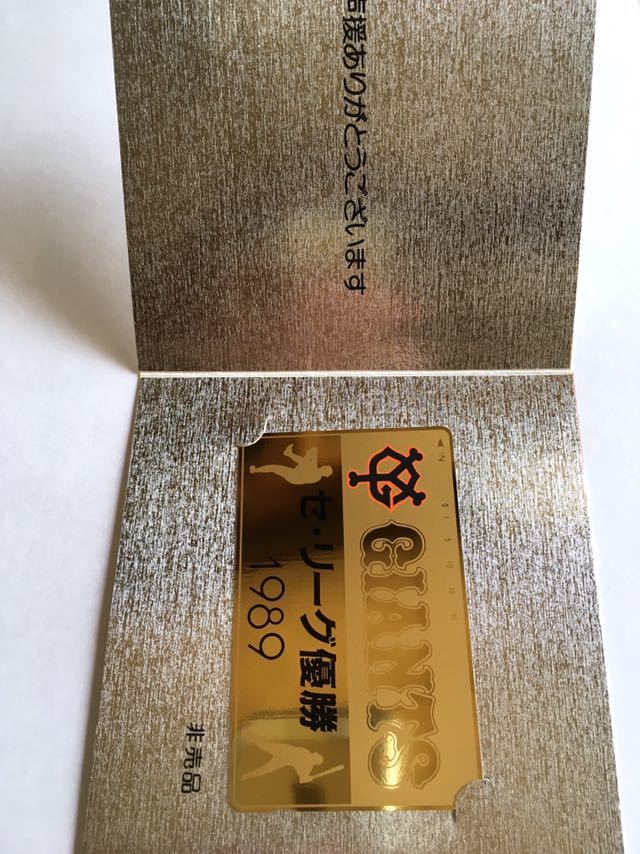 声援ありがとうございます
GIANTS
セ・リーグ優勝
1989
非売品